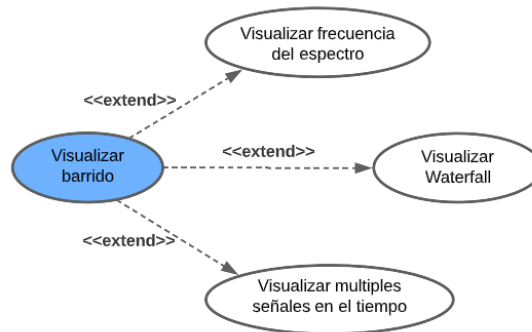 Visualizar frecuencia
del espectro
<<extend>>
Visualizar
barrido
<<extend>>
Visualizar
Waterfall
<<extend>>
Visualizar multiples
señales en el tiempo